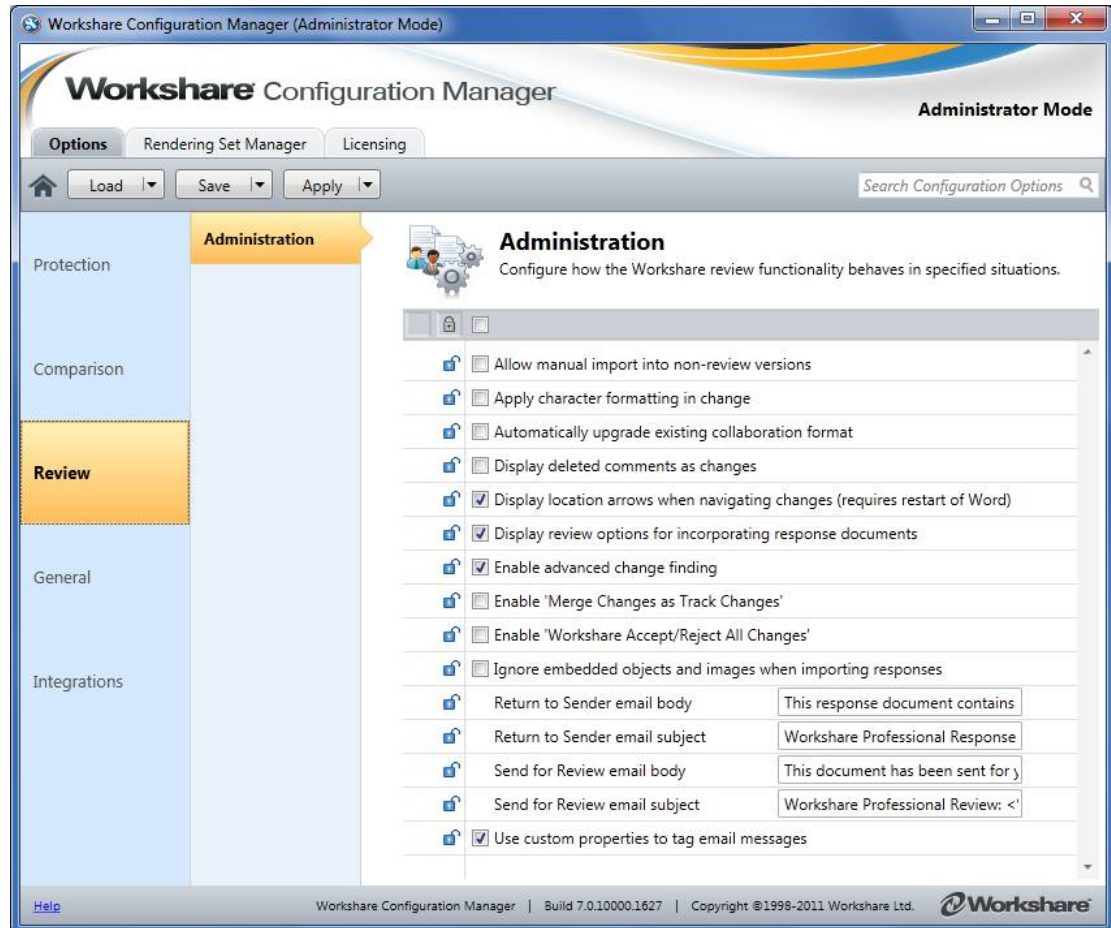 Workshare Configuration Manager (Administrator Mode)
Workshare Configuration Manager
Administrator Mode
Options
Rendering Set Manager
Licensing
Load
Save
Apply
Search Configuration Options
Protection
Comparison
Review
General
Integrations
Administration
Administration
Configure how the Workshare review functionality behaves in specified situations.
Allow manual import into non-review versions
Apply character formatting in change
Automatically upgrade existing collaboration format
Display deleted comments as changes
Display location arrows when navigating changes (requires restart of Word)
Display review options for incorporating response documents
Enable advanced change finding
Enable 'Merge Changes as Track Changes'
Enable 'Workshare Accept/Reject All Changes'
Ignore embedded objects and images when importing responses
Return to Sender email body This response document contains
Return to Sender email subject Workshare Professional Response
Send for Review email body This document has been sent for y
Send for Review email subject Workshare Professional Review: <'
Use custom properties to tag email messages
Help
Workshare Configuration Manager | Build 7.0.10000.1627 | Copyright ©1998-2011 Workshare Ltd.
Workshare